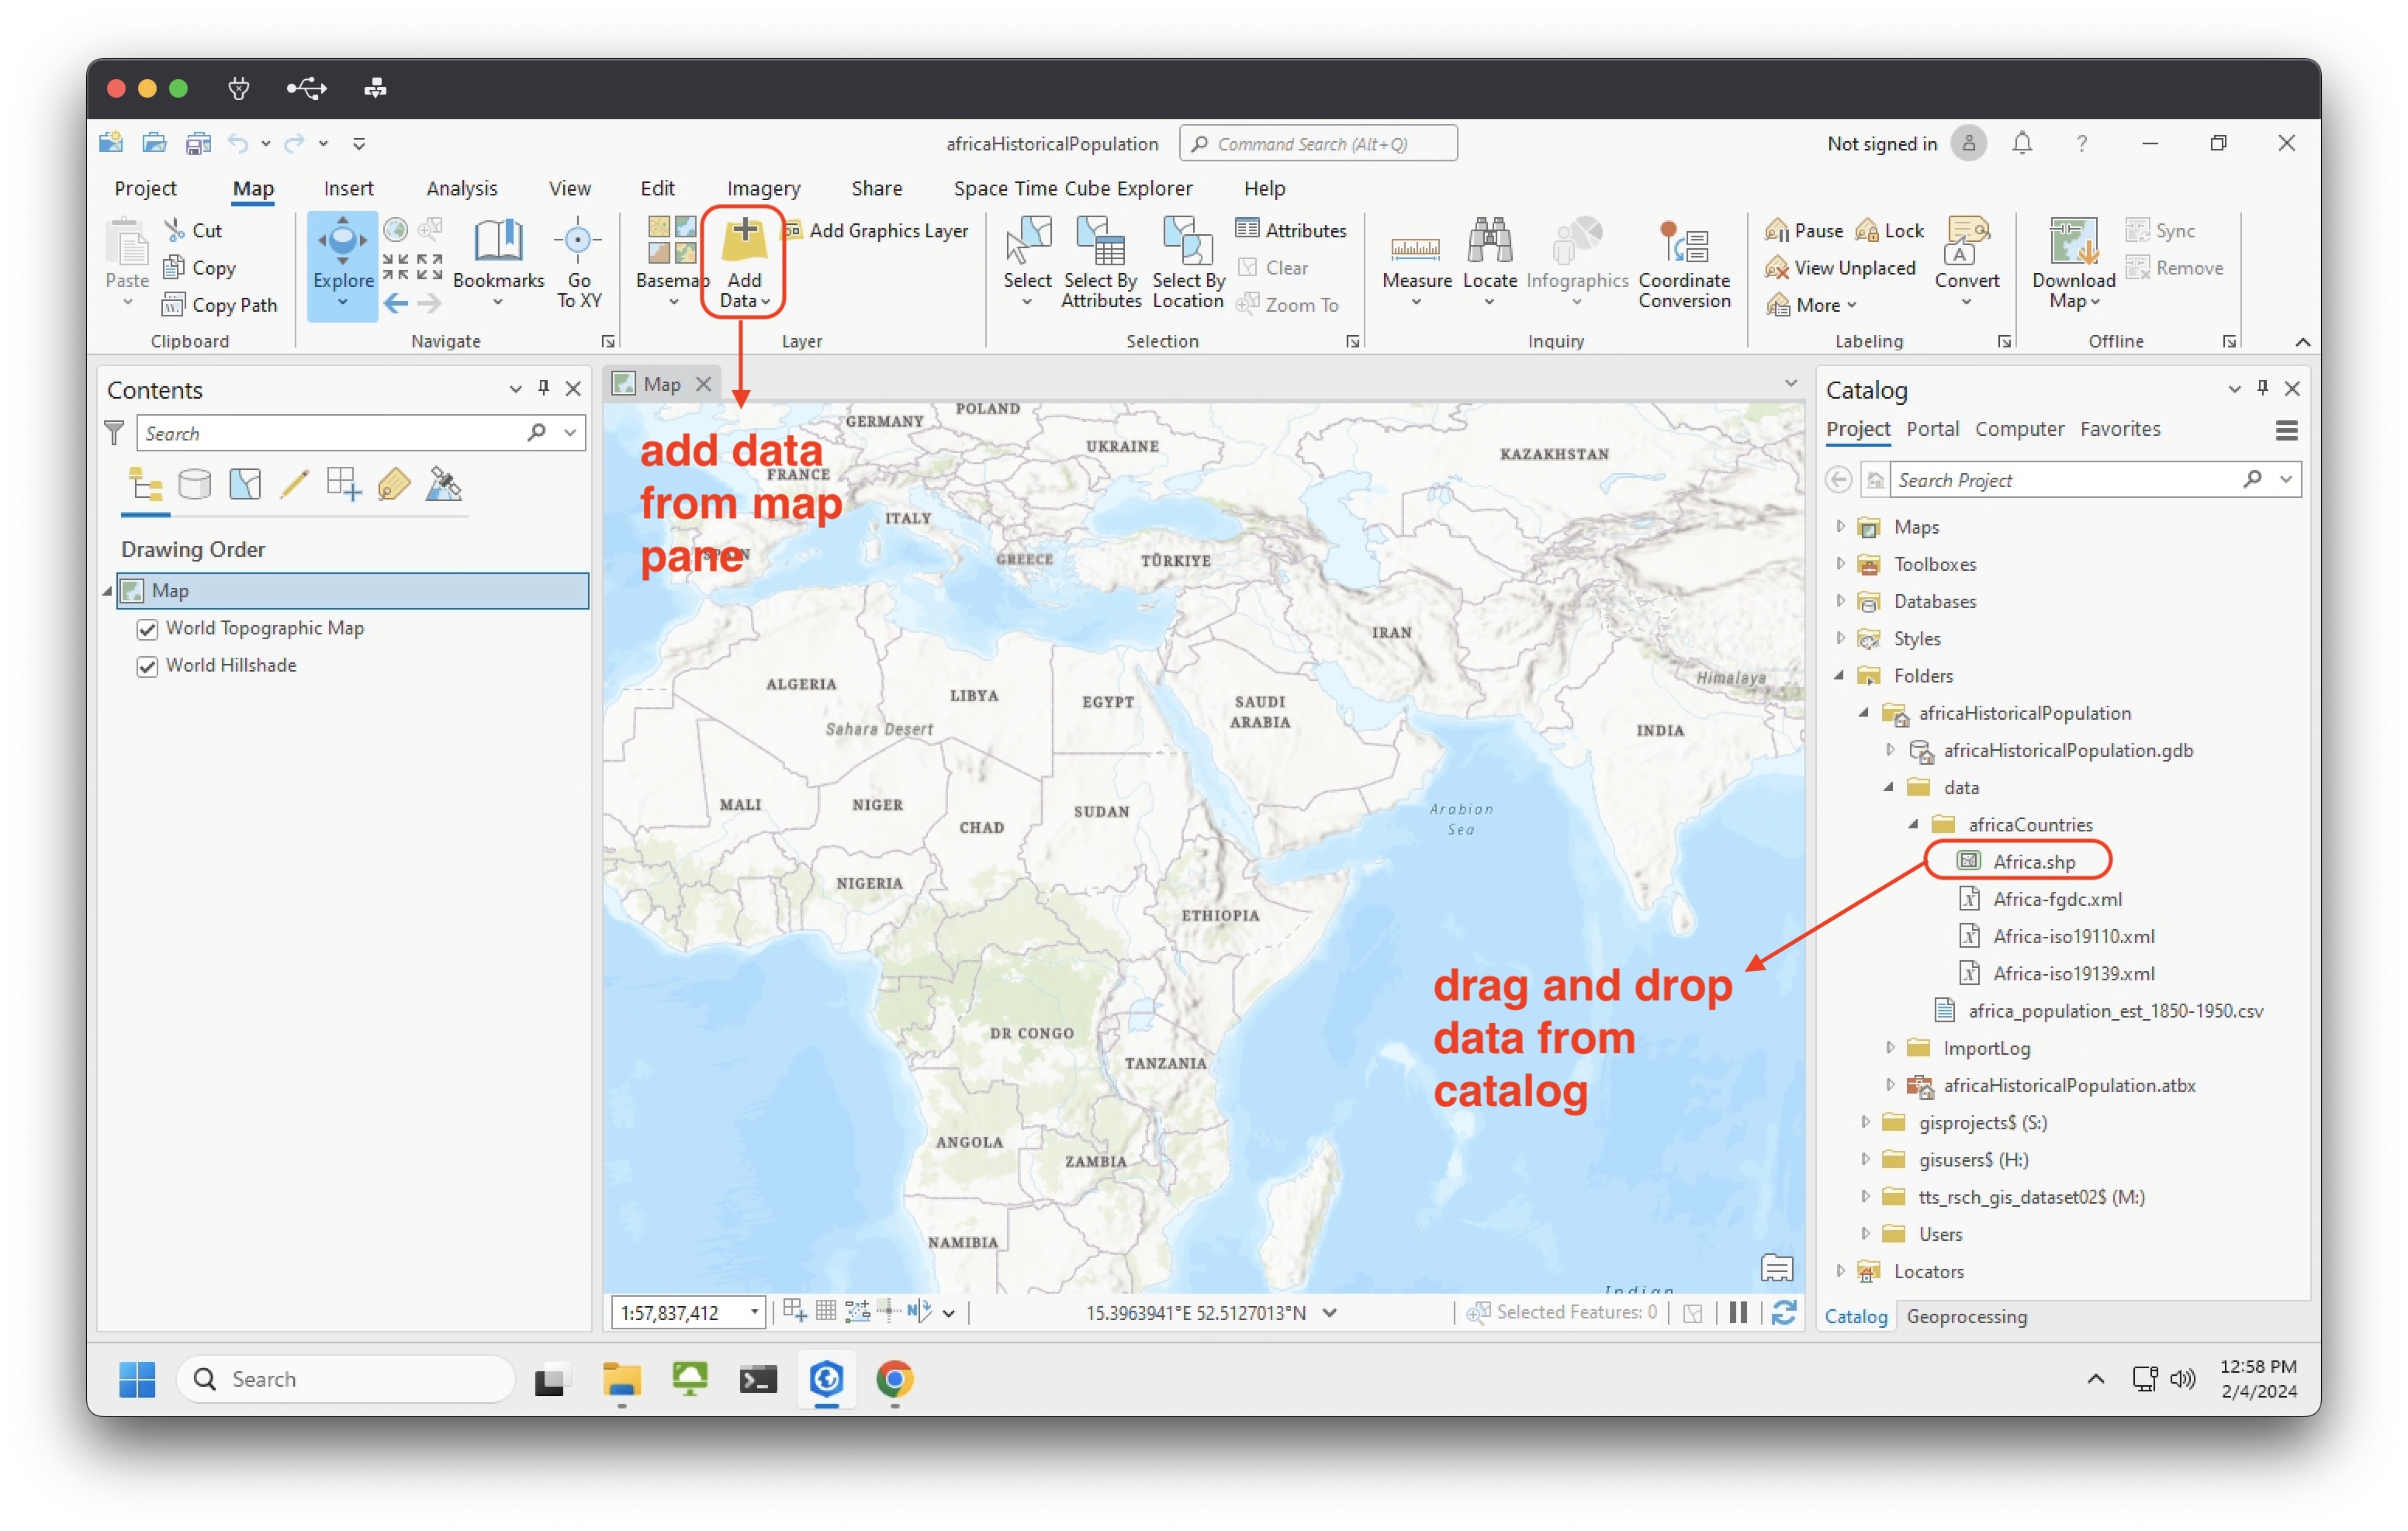 africaHistoricalPopulation
Command Search (Alt+Q)
Not signed in
?
Project
Map
Insert
Analysis
View
Edit
Imagery
Share
Space Time Cube Explorer
Help
Paste
Cut
Copy
Copy Path
Clipboard
Explore
Bookmarks
Go
To XY
Navigate
Basemap
Add
Data
Add Graphics Layer
Layer
Select
Select By
Attributes
Select By
Location
Attributes
Clear
Zoom To
Selection
Measure
Locate
Infographics
Coordinate
Conversion
Inquiry
Pause
Lock
View Unplaced
More
Convert
Labeling
Download
Map
Sync
Remove
Offline
Contents
Search
Drawing Order
Map
World Topographic Map
World Hillshade
Map
add data
from map
pane
POLAND
GERMANY
UKRAINE
KAZAKHSTAN
FRANCE
ITALY
SPAIN
GREECE
TÜRKIYE
IRAN
Himalaya
ALGERIA
LIBYA
EGYPT
SAUDI
ARABIA
Sahara Desert
INDIA
MALI
NIGER
CHAD
SUDAN
Arabian
Sea
NIGERIA
ETHIOPIA
DR CONGO
TANZANIA
ANGOLA
ZAMBIA
NAMIBIA
Indian
drag and drop
data from
catalog
1:57,837,412
15.3963941°E 52.5127013°N
Selected Features: 0
Catalog
Project
Portal
Computer
Favorites
Search Project
Maps
Toolboxes
Databases
Styles
Folders
africaHistoricalPopulation
africaHistoricalPopulation.gdb
data
africaCountries
Africa.shp
Africa-fgdc.xml
Africa-iso19110.xml
Africa-iso19139.xml
africa_population_est_1850-1950.csv
ImportLog
africaHistoricalPopulation.atbx
gisprojects$ (S:)
gisusers$ (H:)
tts_rsch_gis_dataset02$ (M:)
Users
Locators
Catalog
Geoprocessing
Search
12:58 PM
2/4/2024